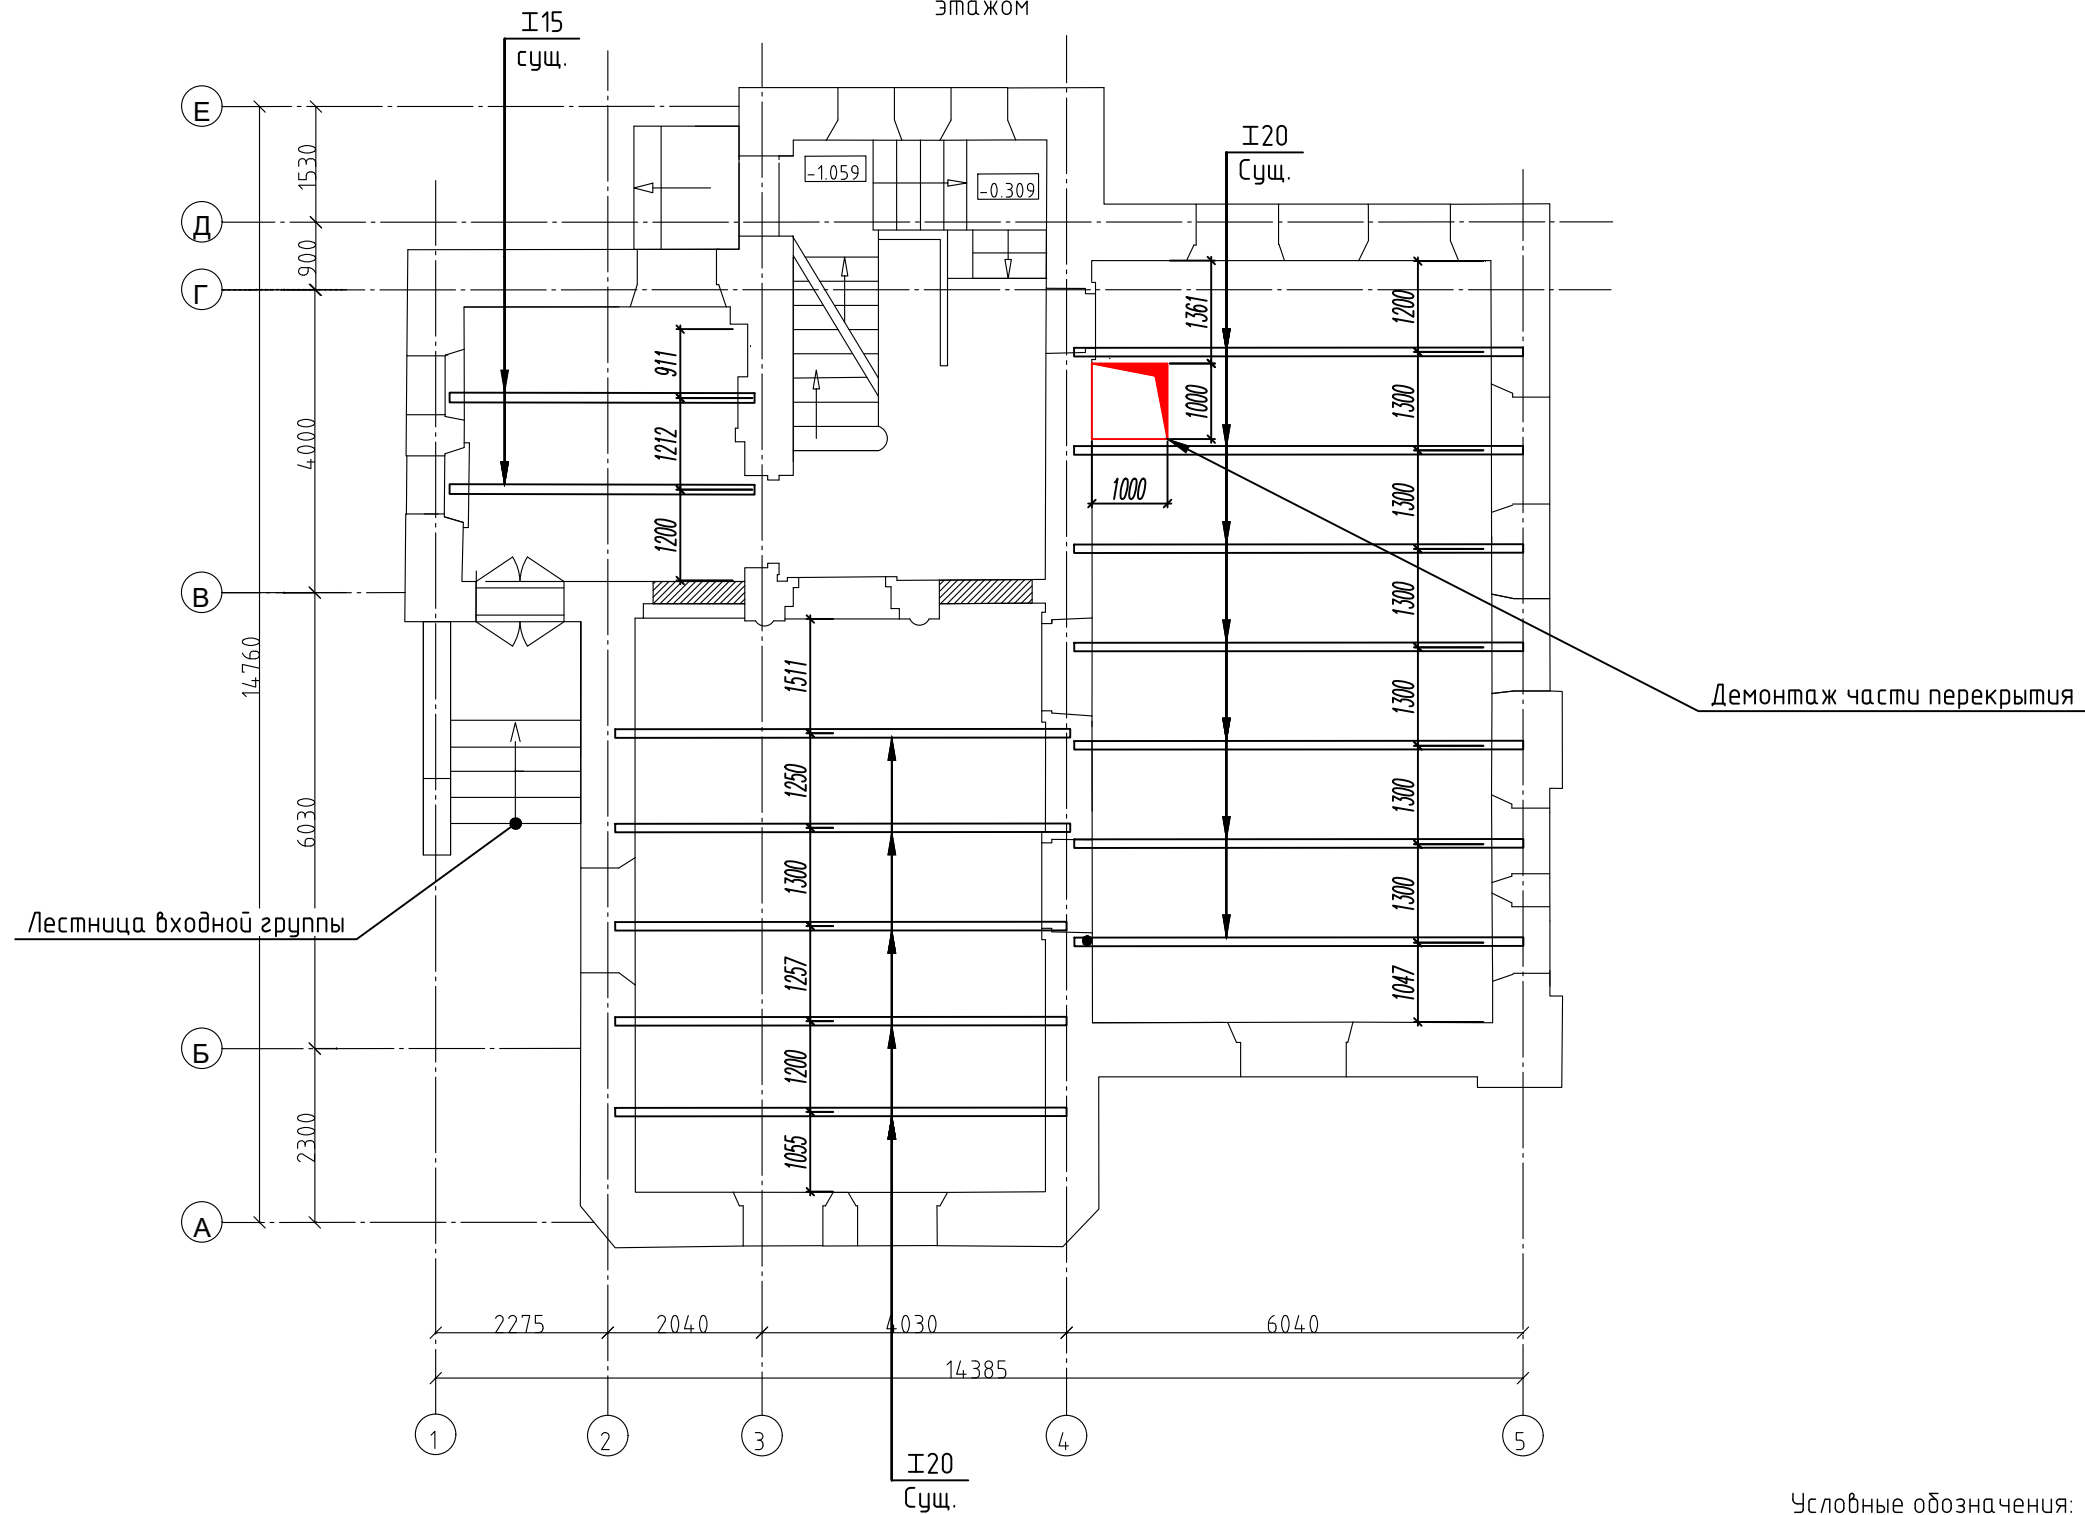 этажом
I15
сущ.
I20
Сущ.
Е
Д
Г
В
Б
А
1530
900
4000
6030
2300
14760
-1.059
-0.309
911
1212
1200
1361
1000
1000
1200
1300
1300
1300
1300
1300
1300
1047
1511
1250
1300
1257
1200
1055
Демонтаж части перекрытия
Лестница входной группы
2275
2040
4030
6040
14385
1
2
3
4
5
I20
Сущ.
Условные обозначения: